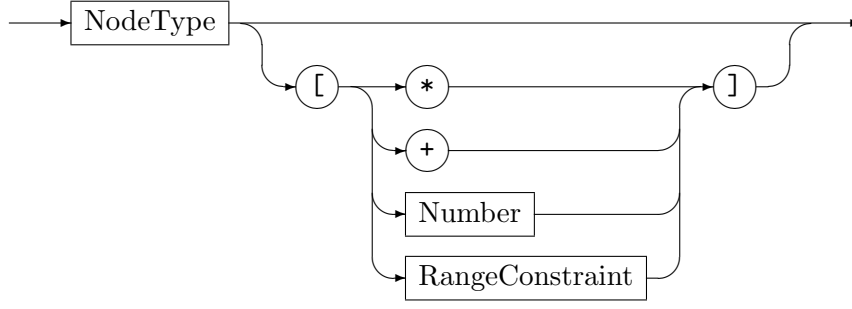 NodeType
[ * ]
+
Number
RangeConstraint